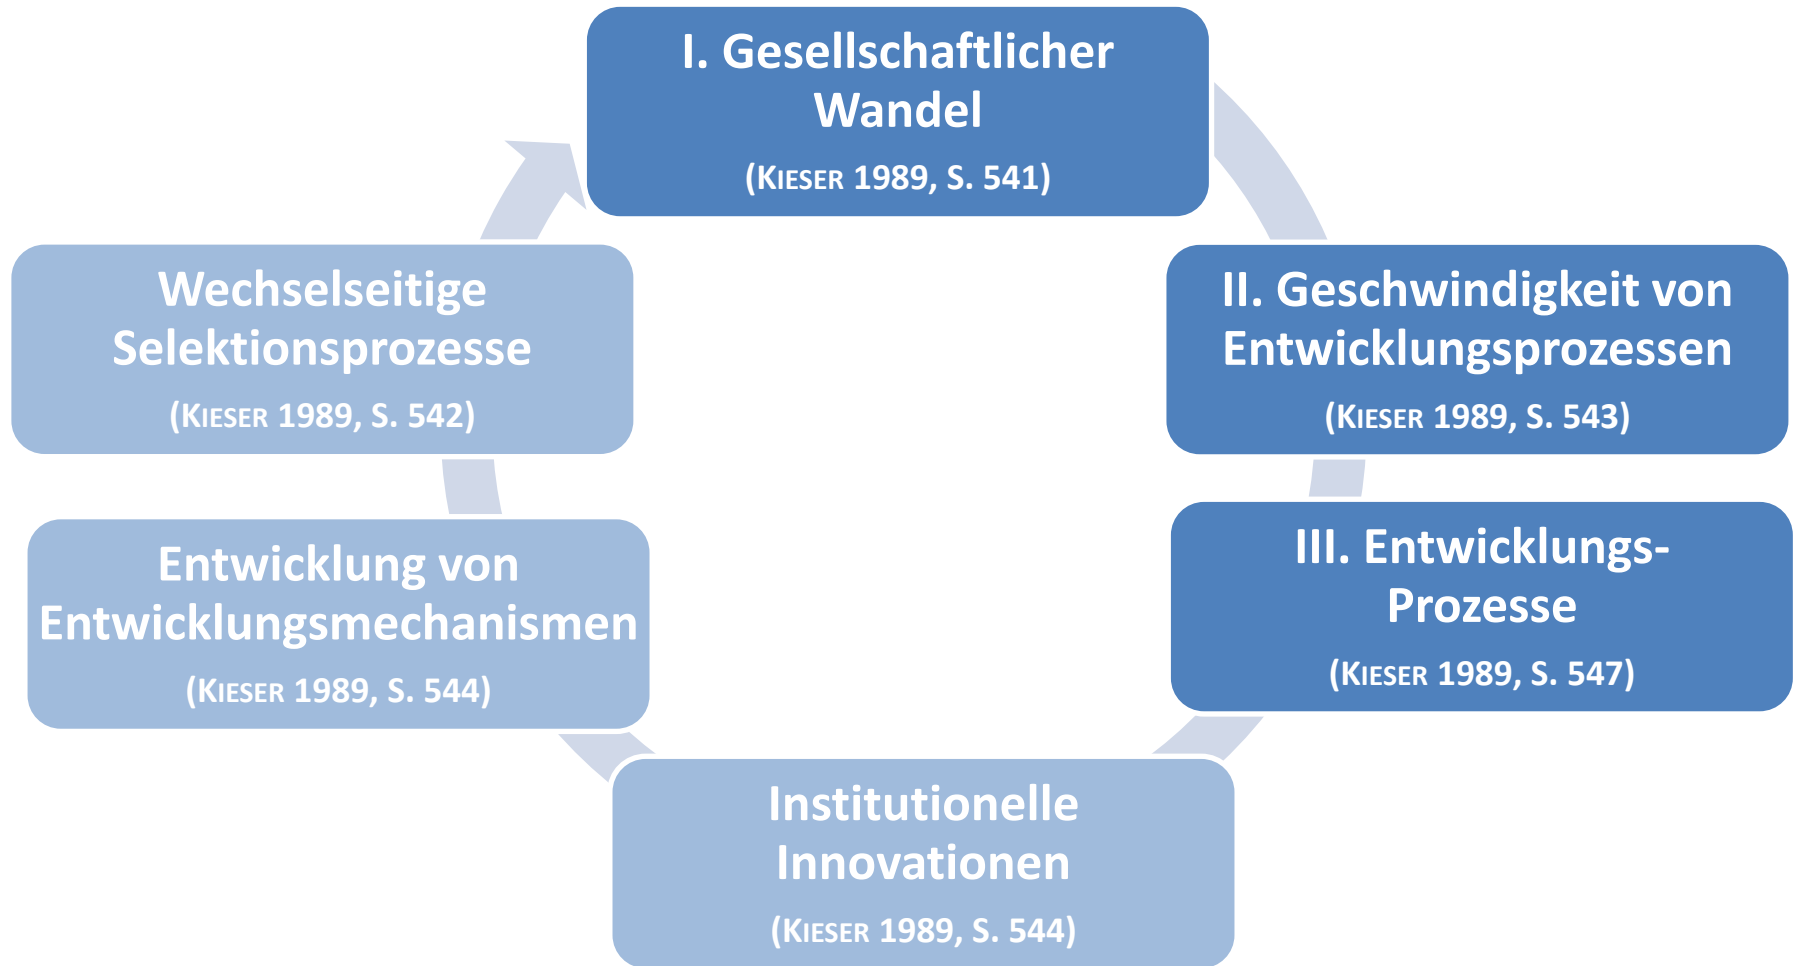 I. Gesellschaftlicher
Wandel
(KIESER 1989, S. 541)
II. Geschwindigkeit von
Entwicklungsprozessen
(KIESER 1989, S. 543)
III. Entwicklungs-
Prozesse
(KIESER 1989, S. 547)
Institutionelle
Innovationen
(KIESER 1989, S. 544)
Entwicklung von
Entwicklungsmechanismen
(KIESER 1989, S. 544)
Wechselseitige
Selektionsprozesse
(KIESER 1989, S. 542)